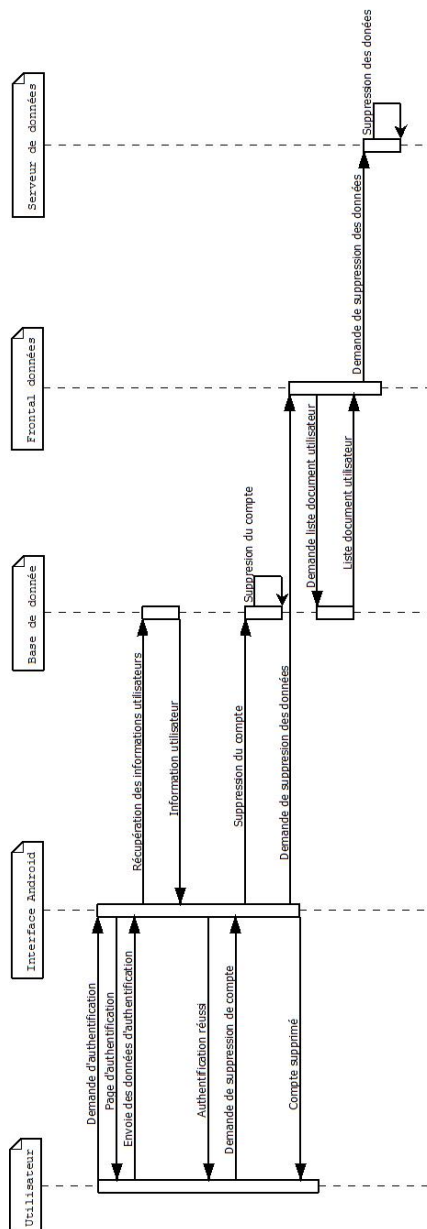 Utilisateur
Interface Android
Base de donnée
Frontal données
Serveur de données
Demande d'authentification
Page d'authentification
Envoie des données d'authentification
Récupération des informations utilisateurs
Information utilisateur
Authentification réussi
Demande de suppression de compte
Suppression du compte
Suppresion du compte
Demande de suppresion des données
Compte supprimé
Demande liste document utilisateur
Liste document utilisateur
Demande de suppression des données
Suppression des donées